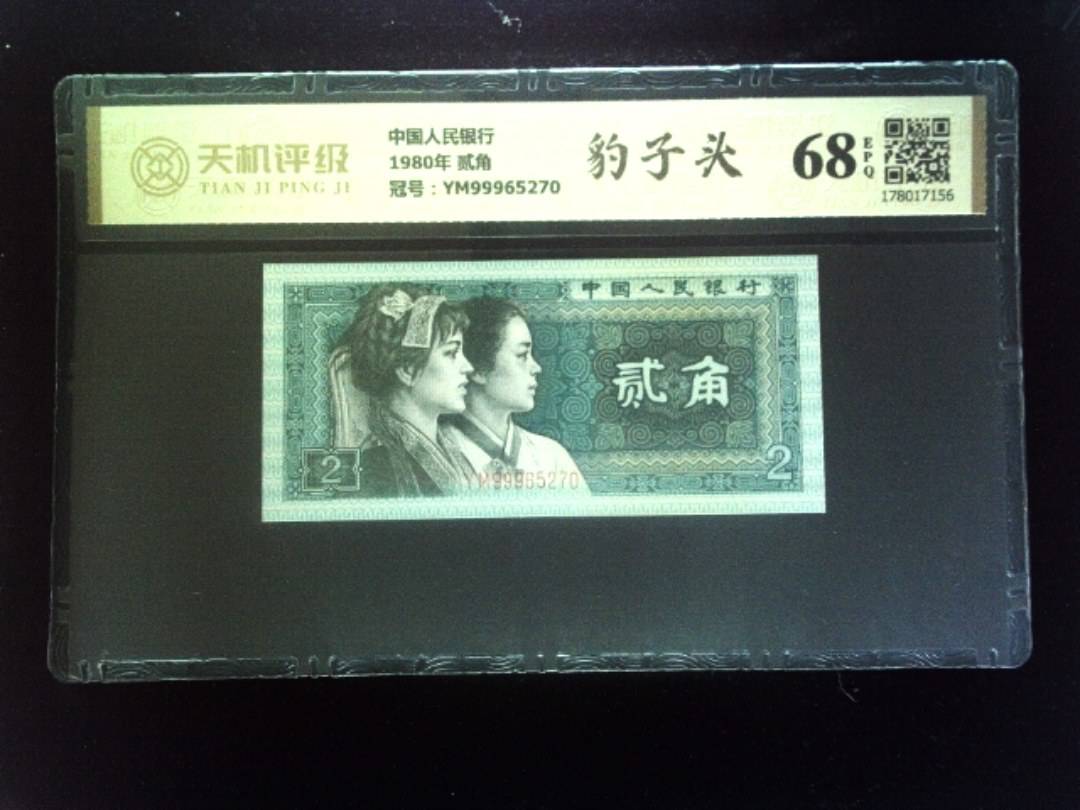 天机评级
TIAN JI PING JI
中国人民银行
1980年 贰角
冠号：YM99965270
豹子头
68
EPQ
178017156
中国人民银行
贰角
2
2
YM99965270